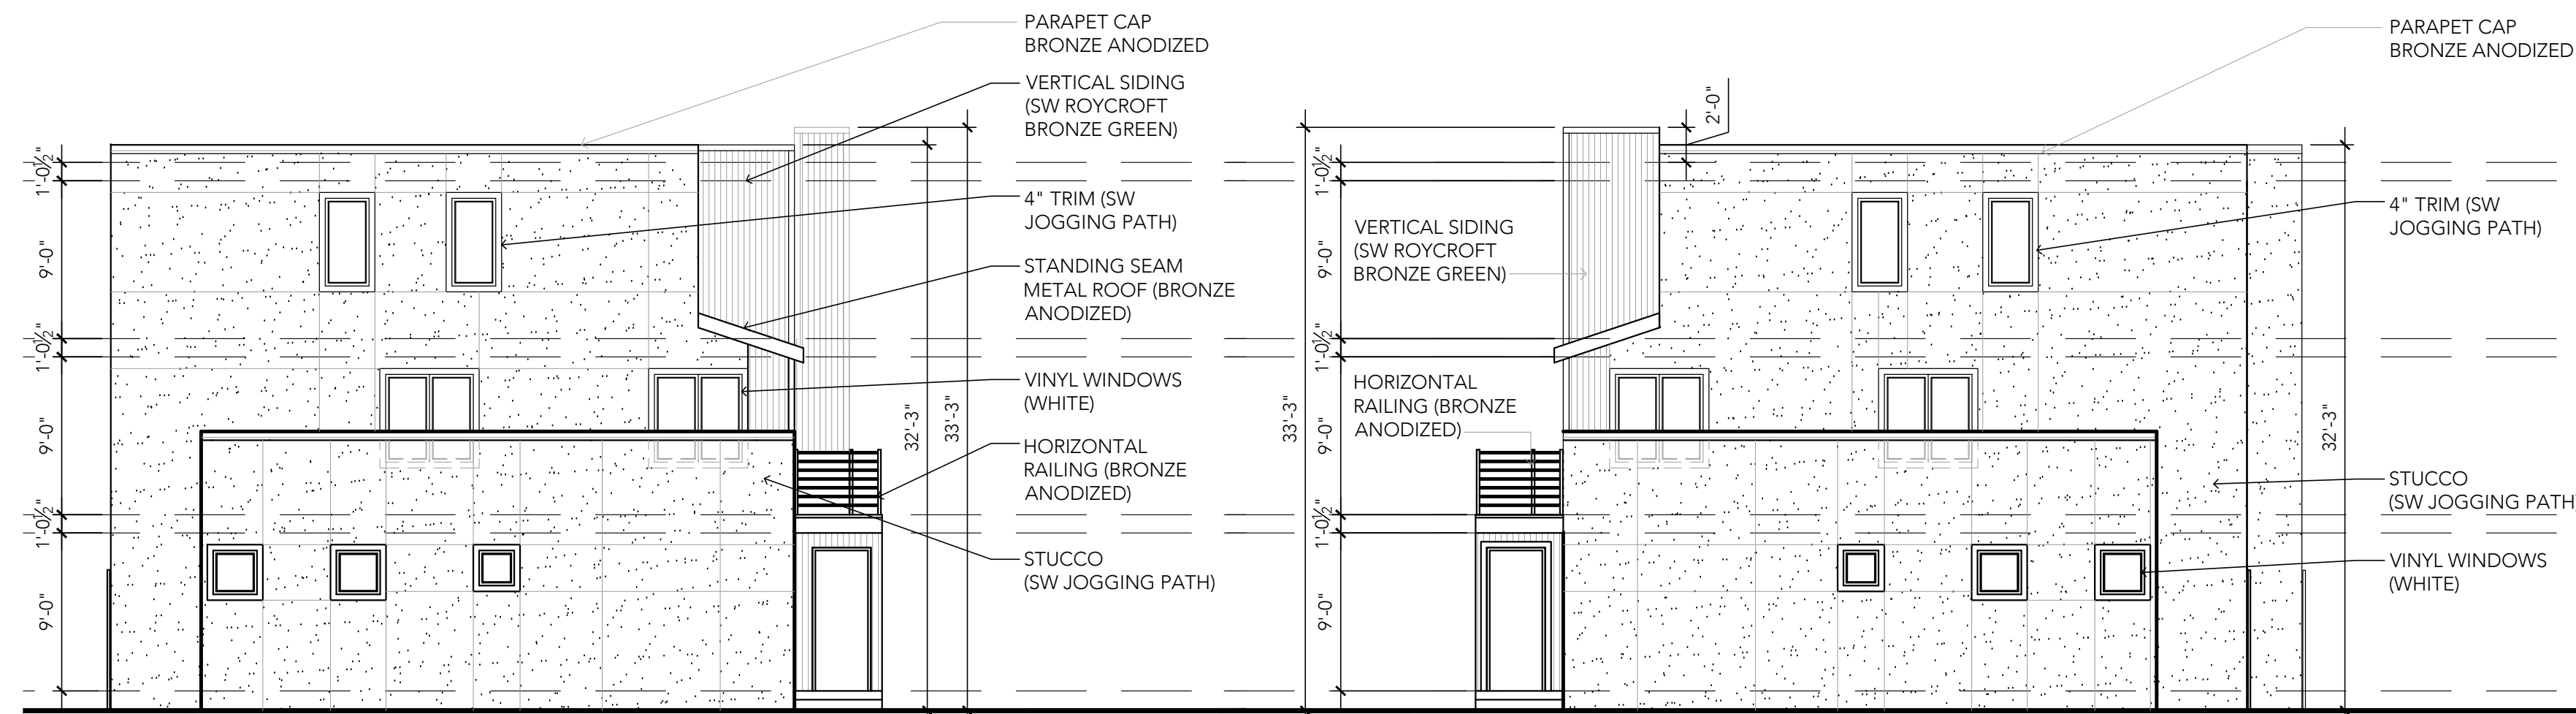 PARAPET CAP
BRONZE ANODIZED
VERTICAL SIDING
(SW ROYCROFT
BRONZE GREEN)
4" TRIM (SW
JOGGING PATH)
STANDING SEAM
METAL ROOF (BRONZE
ANODIZED)
VINYL WINDOWS
(WHITE)
HORIZONTAL
RAILING (BRONZE
ANODIZED)
STUCCO
(SW JOGGING PATH)
1'-0½"
9'-0"
1'-0½"
9'-0"
1'-0½"
9'-0"
32'-3"
33'-3"
33'-3"
1'-0½"
9'-0"
1'-0½"
9'-0"
1'-0½"
9'-0"
2'-0"
VERTICAL SIDING
(SW ROYCROFT
BRONZE GREEN)
HORIZONTAL
RAILING (BRONZE
ANODIZED)
32'-3"
PARAPET CAP
BRONZE ANODIZED
4" TRIM (SW
JOGGING PATH)
STUCCO
(SW JOGGING PATH
VINYL WINDOWS
(WHITE)